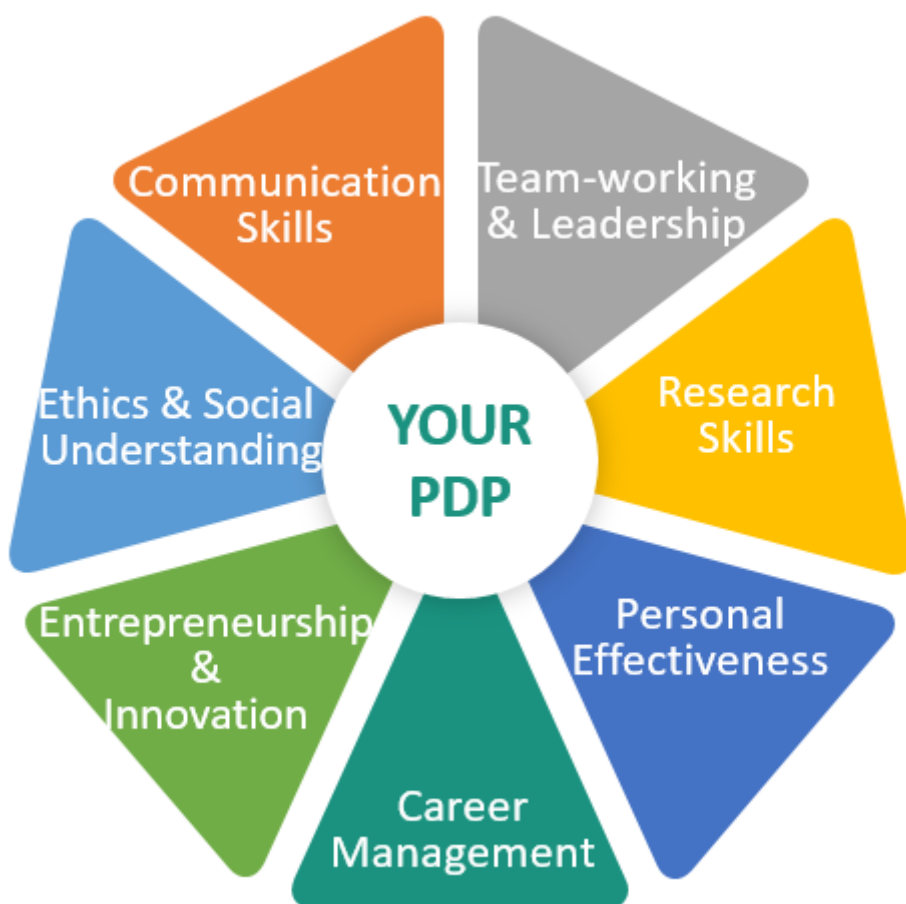 Communication
Skills
Team-working
& Leadership
Research
Skills
Personal
Effectiveness
Career
Management
Entrepreneurship
&
Innovation
Ethics & Social
Understanding
YOUR
PDP